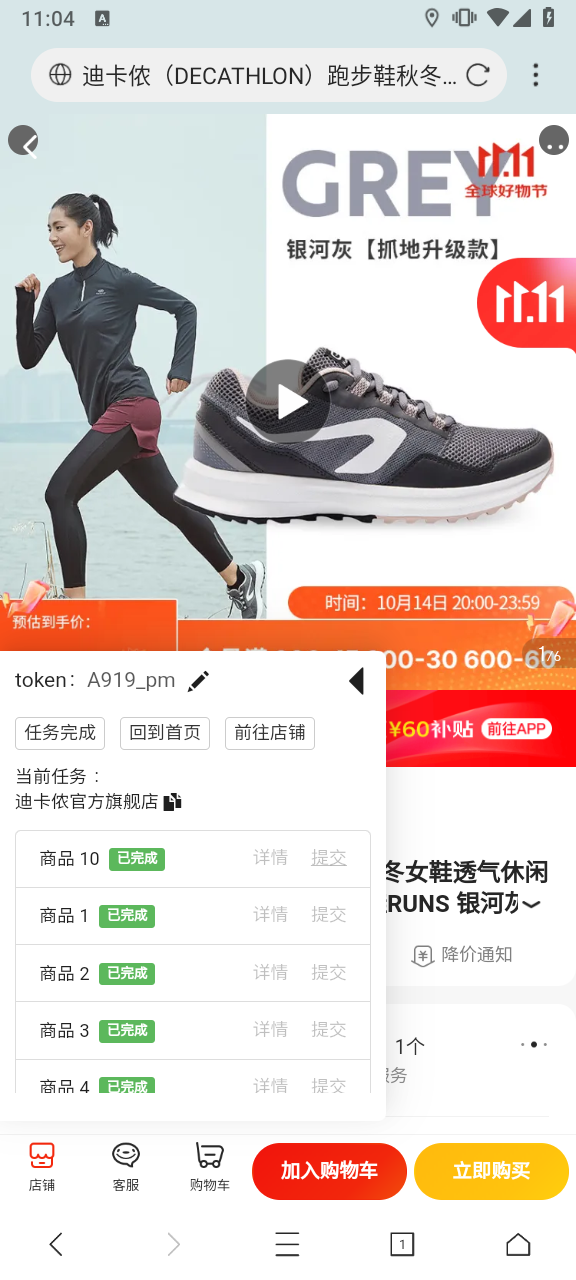 11:04
A
迪卡侬（DECATHLON）跑步鞋秋冬...
GREY
11.11
全球好物节
银河灰【抓地升级款】
11.11
时间：10月14日 20:00-23:59
预估到手价：
00-30 600-60
1/6
token： A919_pm
¥60补贴 前往APP
任务完成 回到首页 前往店铺
当前任务：
迪卡侬官方旗舰店
商品 10 已完成 详情 提交
冬女鞋透气休闲
RUNS 银河灰
商品 1 已完成 详情 提交
降价通知
商品 2 已完成 详情 提交
商品 3 已完成 详情 提交
1个
服务
商品 4 已完成 详情 提交
店铺 客服 购物车 加入购物车 立即购买
1